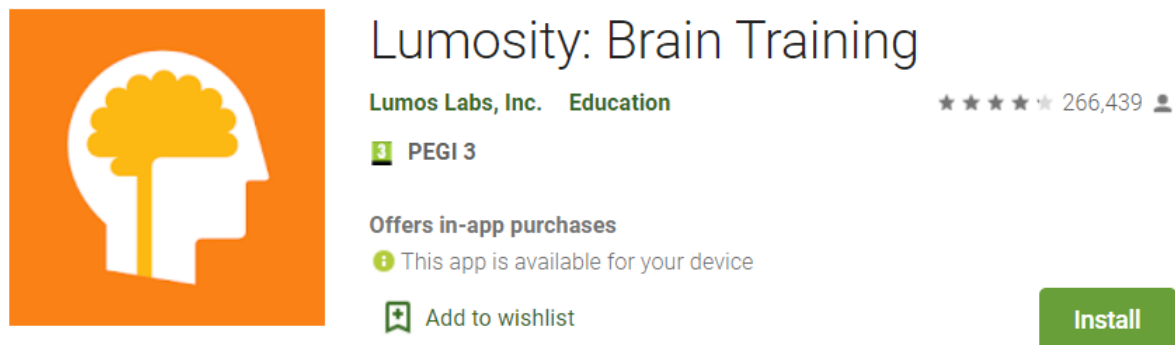 Lumosity: Brain Training
Lumos Labs, Inc. Education 266,439
3 PEGI 3
Offers in-app purchases
This app is available for your device
Add to wishlist
Install